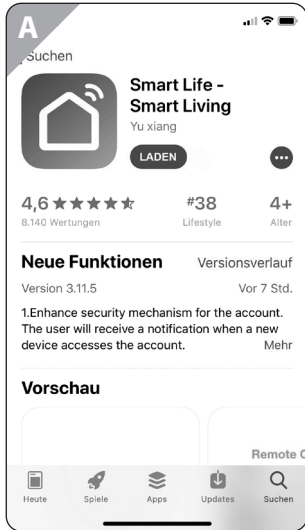 A
Suchen
Smart Life -
Smart Living
Yu xiang
LADEN
4,6 ★★★★⯪
#38
4+
8.140 Wertungen
Lifestyle
Alter
Neue Funktionen
Versionsverlauf
Version 3.11.5
Vor 7 Std.
1.Enhance security mechanism for the account.
The user will receive a notification when a new
device accesses the account.
Mehr
Vorschau
Remote
Heute
Spiele
Apps
Updates
Suchen